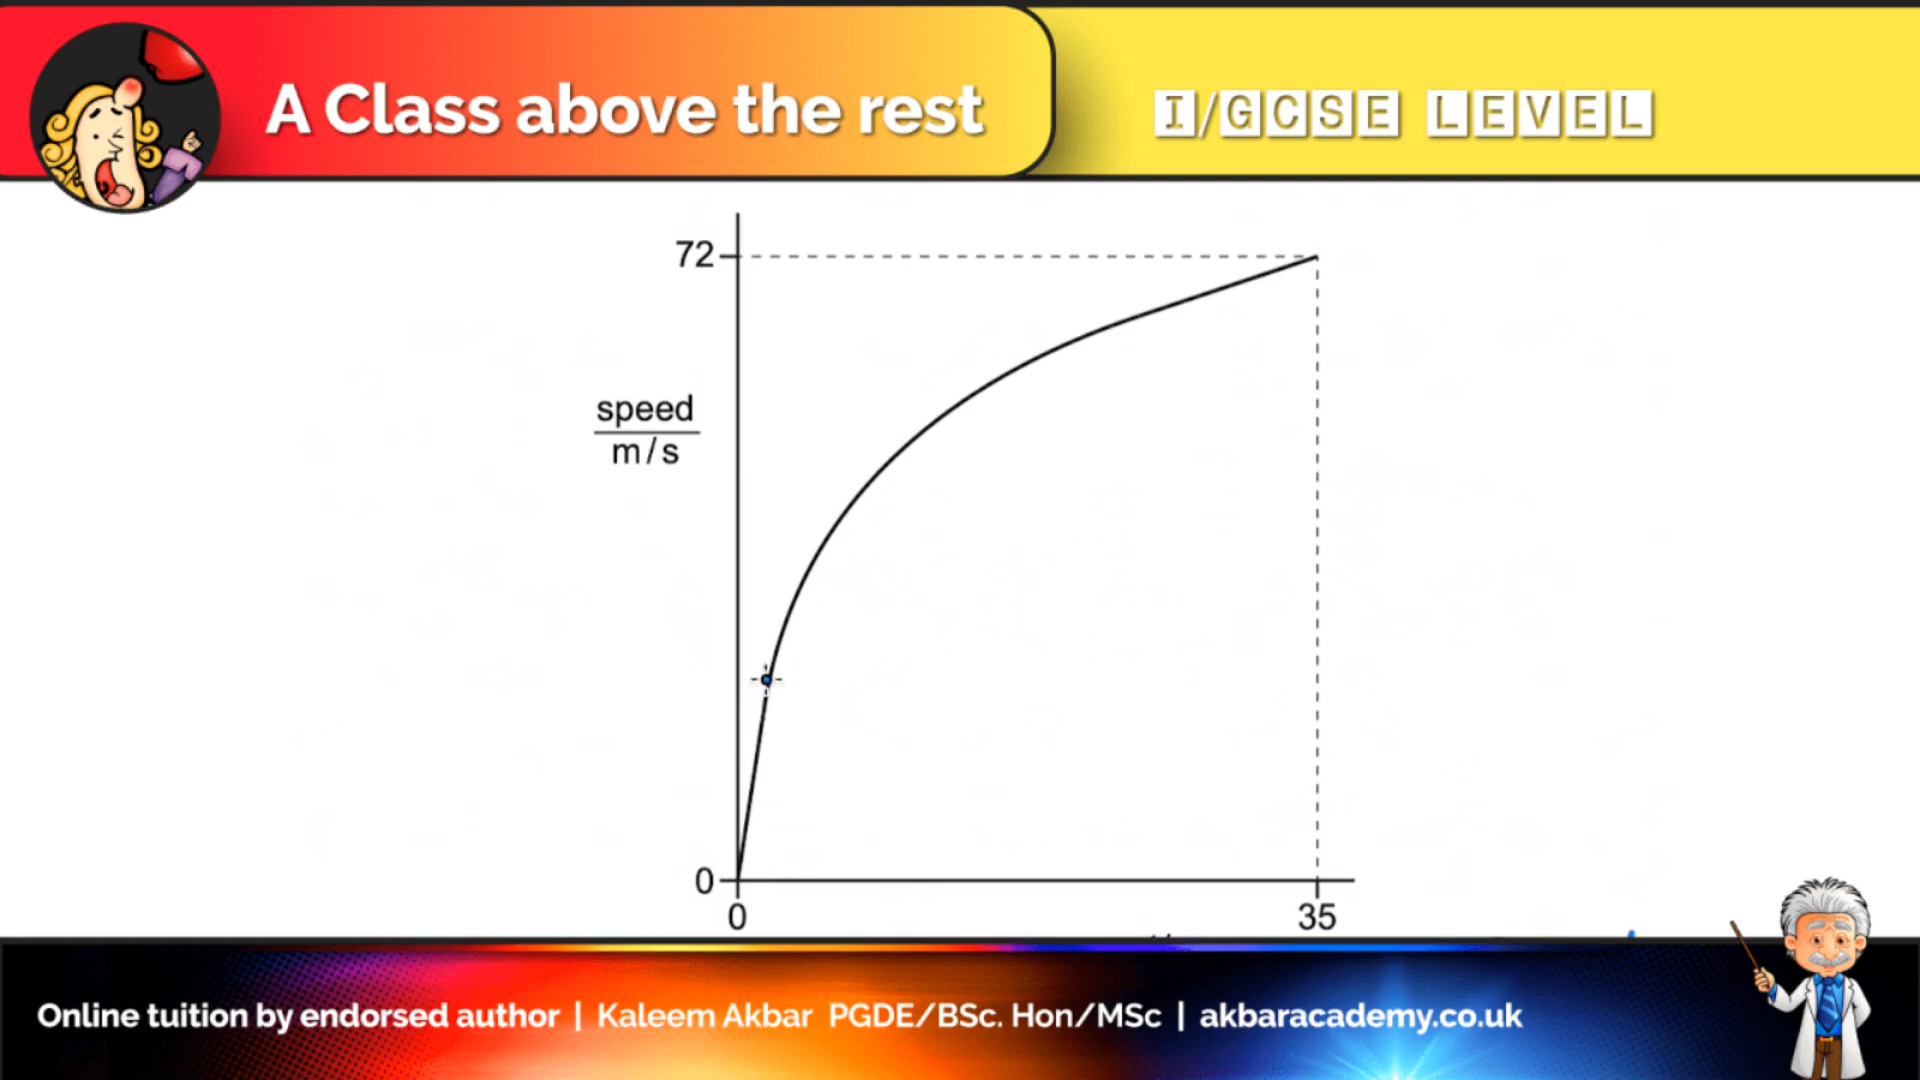 A Class above the rest
I/GCSE LEVEL
72
speed
m/s
0
0
35
Online tuition by endorsed author | Kaleem Akbar PGDE/BSc. Hon/MSc | akbaracademy.co.uk